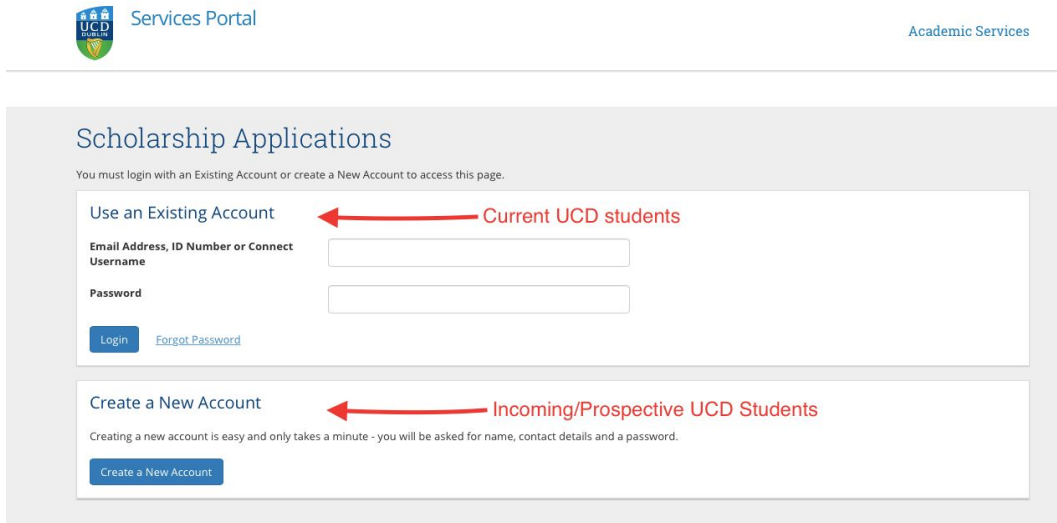 UCD
DUBLIN
Services Portal
Academic Services
Scholarship Applications
You must login with an Existing Account or create a New Account to access this page.
Use an Existing Account
Current UCD students
Email Address, ID Number or Connect
Username
Password
Login
Forgot Password
Create a New Account
Incoming/Prospective UCD Students
Creating a new account is easy and only takes a minute - you will be asked for name, contact details and a password.
Create a New Account